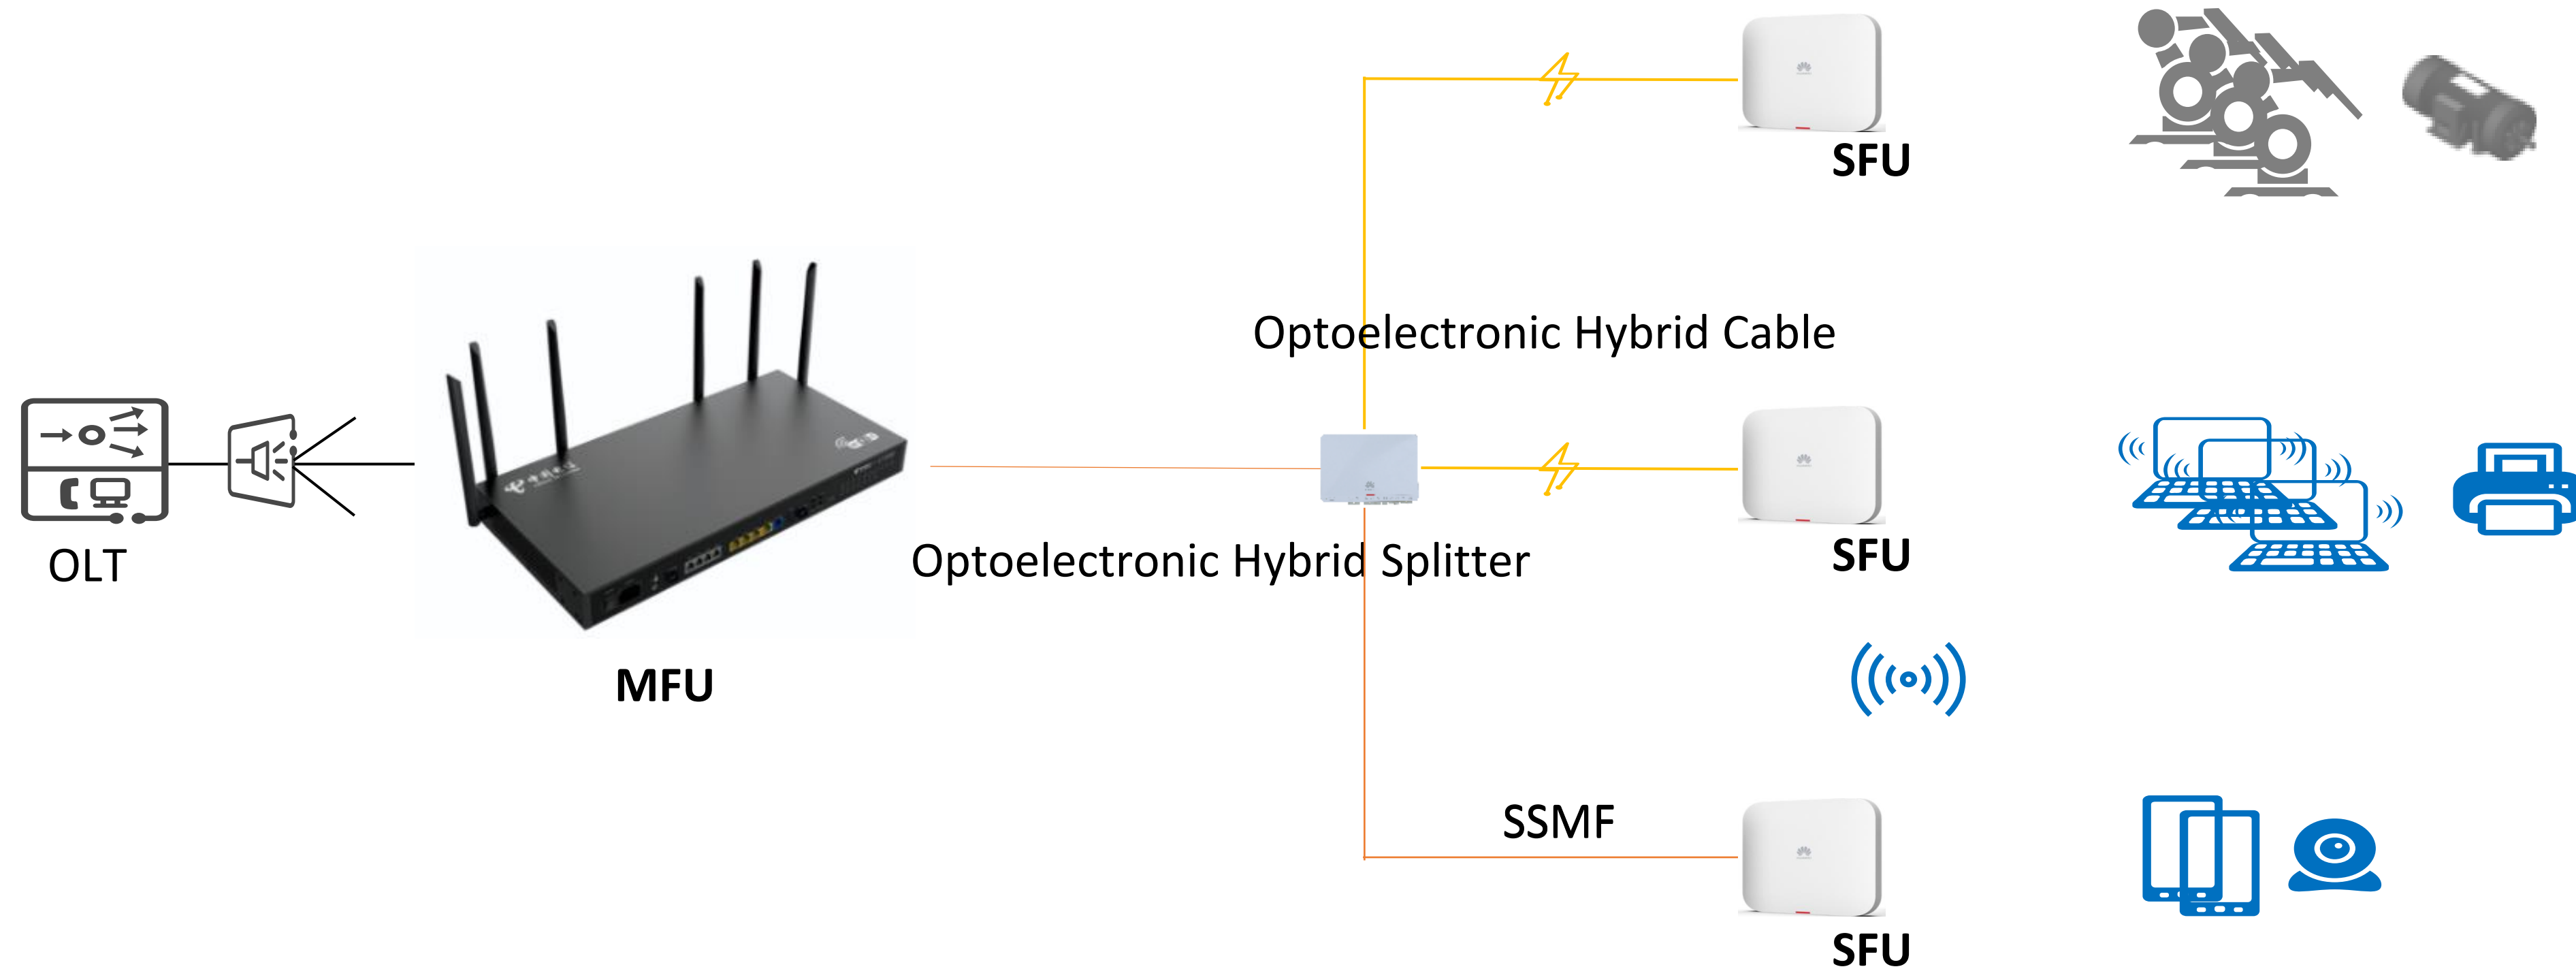 SFU
Optoelectronic Hybrid Cable
OLT
Optoelectronic Hybrid Splitter
SFU
MFU
SSMF
SFU